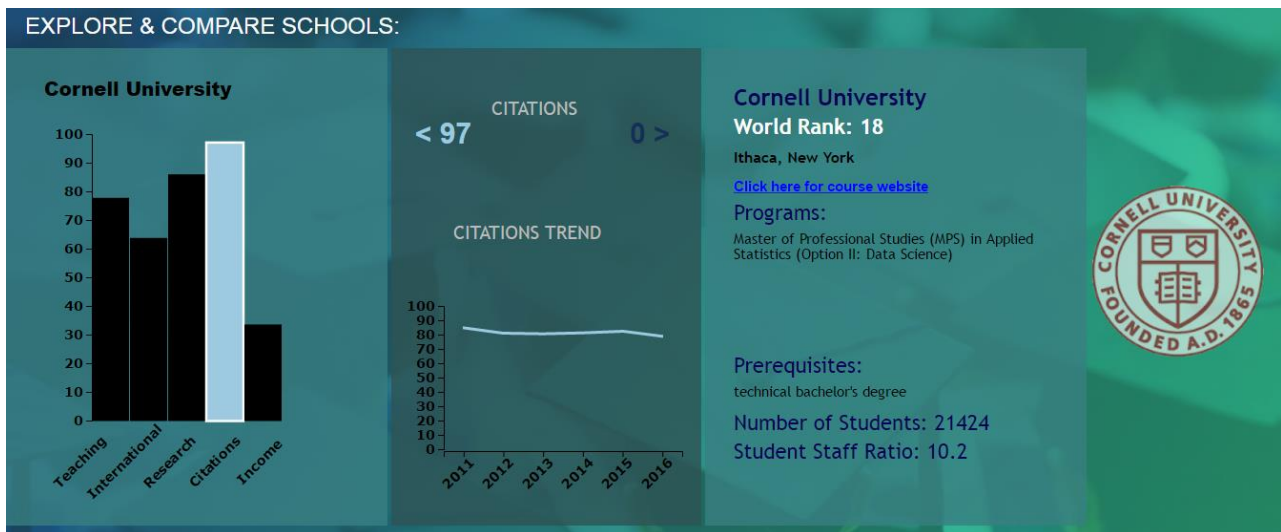 EXPLORE & COMPARE SCHOOLS:
Cornell University
100
90
80
70
60
50
40
30
20
10
0
Teaching
International
Research
Citations
Income
CITATIONS
< 97
0 >
CITATIONS TREND
100
90
80
70
60
50
40
30
20
10
0
2011
2012
2013
2014
2015
2016
Cornell University
World Rank: 18
Ithaca, New York
Click here for course website
Programs:
Master of Professional Studies (MPS) in Applied
Statistics (Option II: Data Science)
Prerequisites:
technical bachelor's degree
Number of Students: 21424
Student Staff Ratio: 10.2
CORNELL UNIVERSITY
FOUNDED A.D. 1865